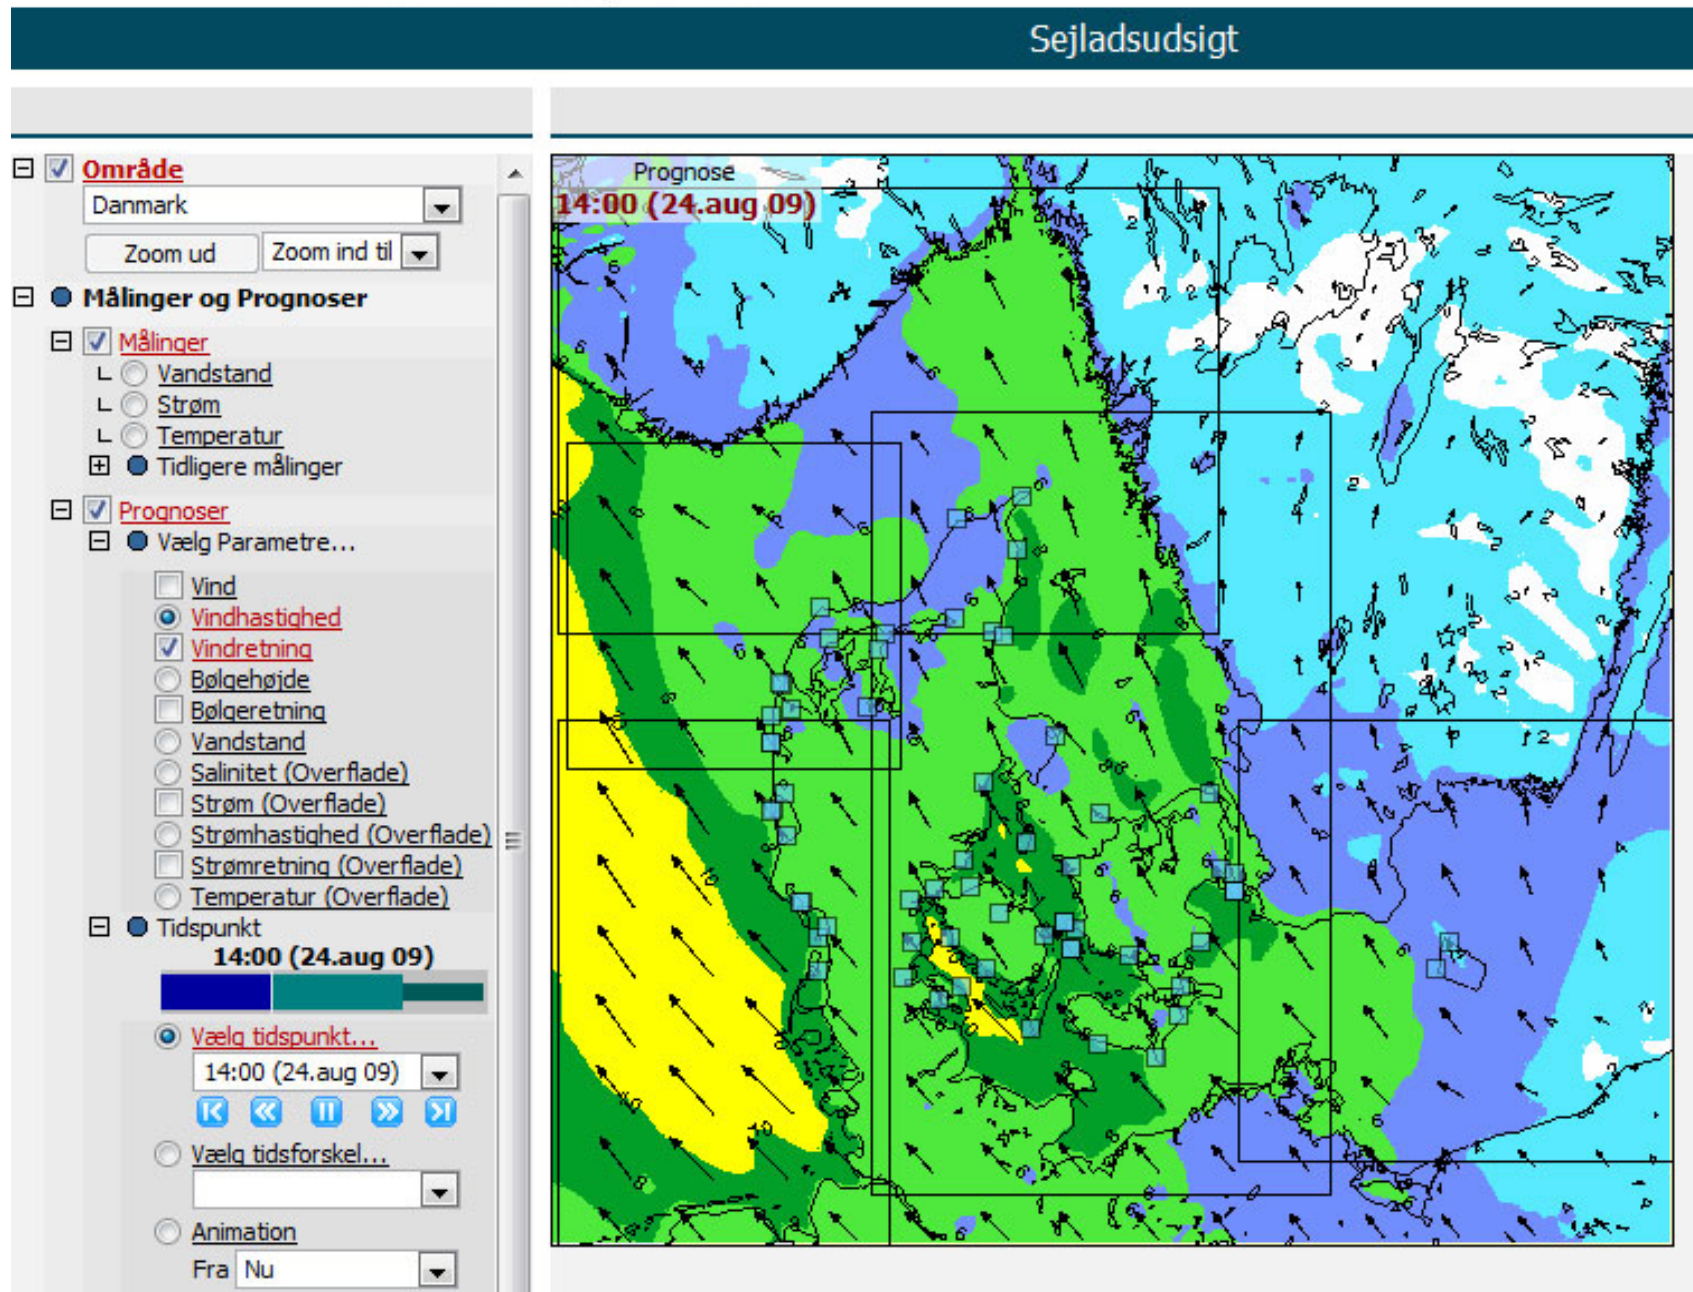 Sejladsudsigt
Område
Danmark
Zoom ud
Zoom ind til
Målinger og Prognoser
Målinger
Vandstand
Strøm
Temperatur
Tidligere målinger
Prognoser
Vælg Parametre...
Vind
Vindhastighed
Vindretning
Bølgehøjde
Bølgeretning
Vandstand
Salinitet (Overflade)
Strøm (Overflade)
Strømhastighed (Overflade)
Strømretning (Overflade)
Temperatur (Overflade)
Tidspunkt
14:00 (24.aug 09)
Vælg tidspunkt...
14:00 (24.aug 09)
Vælg tidsforskel...
Animation
Fra Nu
Prognose
14:00 (24.aug 09)